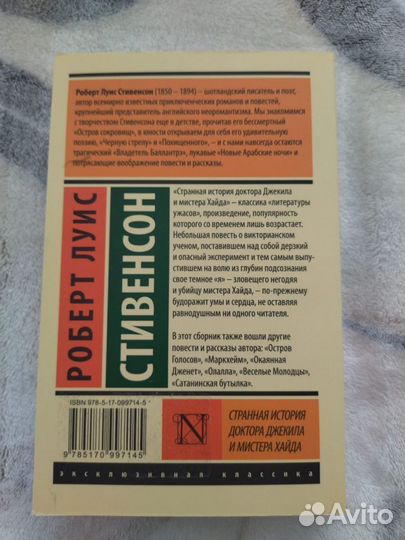 Роберт Луис Стивенсон (1850 – 1894) – шотландский писатель и поэт,
автор всемирно известных приключенческих романов и повестей,
крупнейший представитель английского неоромантизма. Мы знакомимся
с творчеством Стивенсона еще в детстве, прочитав его бессмертный
«Остров сокровищ», в юности открываем для себя его удивительную
поэзию, «Черную стрелу» и «Похищенного», – и с нами навсегда остаются
трагический «Владетель Баллантрэ», лукавые «Новые Арабские ночи» и
потрясающие воображение повести и рассказы.
РОБЕРТ ЛУИС
СТИВЕНСОН
«Странная история доктора Джекила
и мистера Хайда» – классика «литературы
ужасов», произведение, популярность
которого со временем лишь возрастает.
Небольшая повесть о викторианском
ученом, поставившем над собой дерзкий
и опасный эксперимент и тем самым выпу-
стившем на волю из глубин подсознания
свое темное «я» – зловещего негодяя
и убийцу мистера Хайда, – по-прежнему
будоражит умы и сердца, не оставляя
равнодушным ни одного читателя.
В этот сборник также вошли другие
повести и рассказы автора: «Остров
Голосов», «Маркхейм», «Окаянная
Дженет», «Олалла», «Веселые Молодцы»,
«Сатанинская бутылка».
ISBN 978-5-17-099714-5
9 785170 997145
N
СТРАННАЯ ИСТОРИЯ
ДОКТОРА ДЖЕКИЛА
И МИСТЕРА ХАЙДА
эксклюзивная классика
Avito